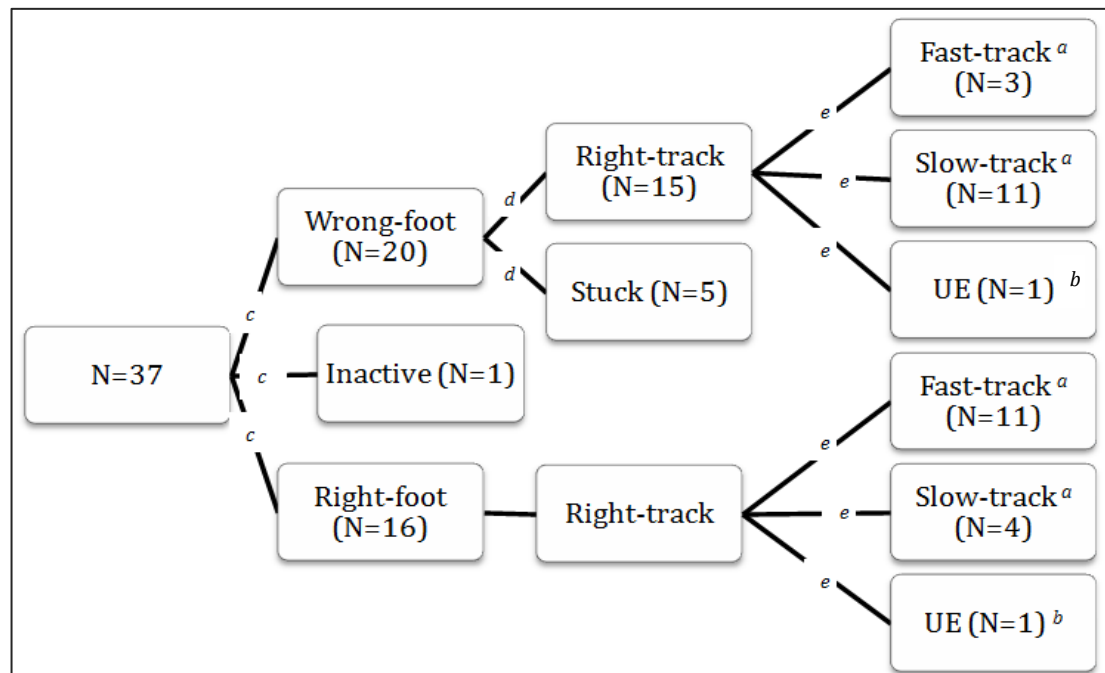 N=37
c
c
c
Wrong-foot
(N=20)
Inactive (N=1)
Right-foot
(N=16)
d
d
Right-track
(N=15)
Stuck (N=5)
Right-track
e
e
e
Fast-track a
(N=3)
Slow-track a
(N=11)
UE (N=1) b
e
e
e
Fast-track a
(N=11)
Slow-track a
(N=4)
UE (N=1) b